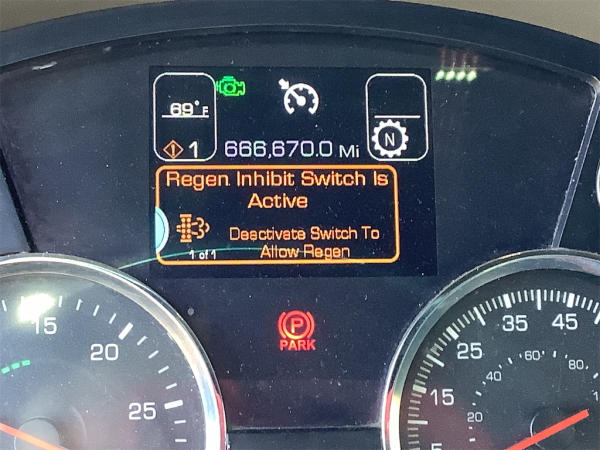 69°F
1
666,670.0 Mi
N
Regen Inhibit Switch Is
Active
Deactivate Switch To
Allow Regen
1 of 1
P
PARK
15
20
25
5
15
25
35
45
20
40
60
80